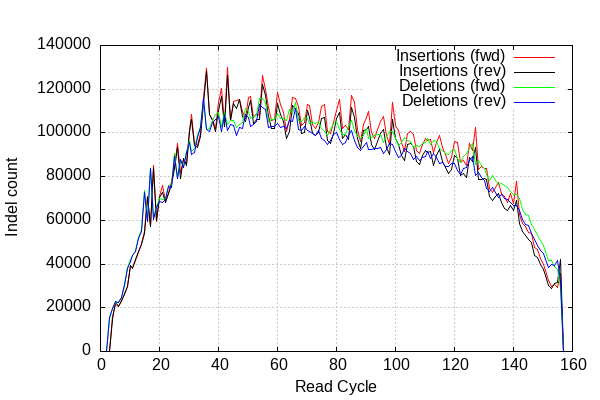 140000
120000
100000
80000
60000
40000
20000
0
Indel count
Insertions (fwd)
Insertions (rev)
Deletions (fwd)
Deletions (rev)
0 20 40 60 80 100 120 140 160
Read Cycle